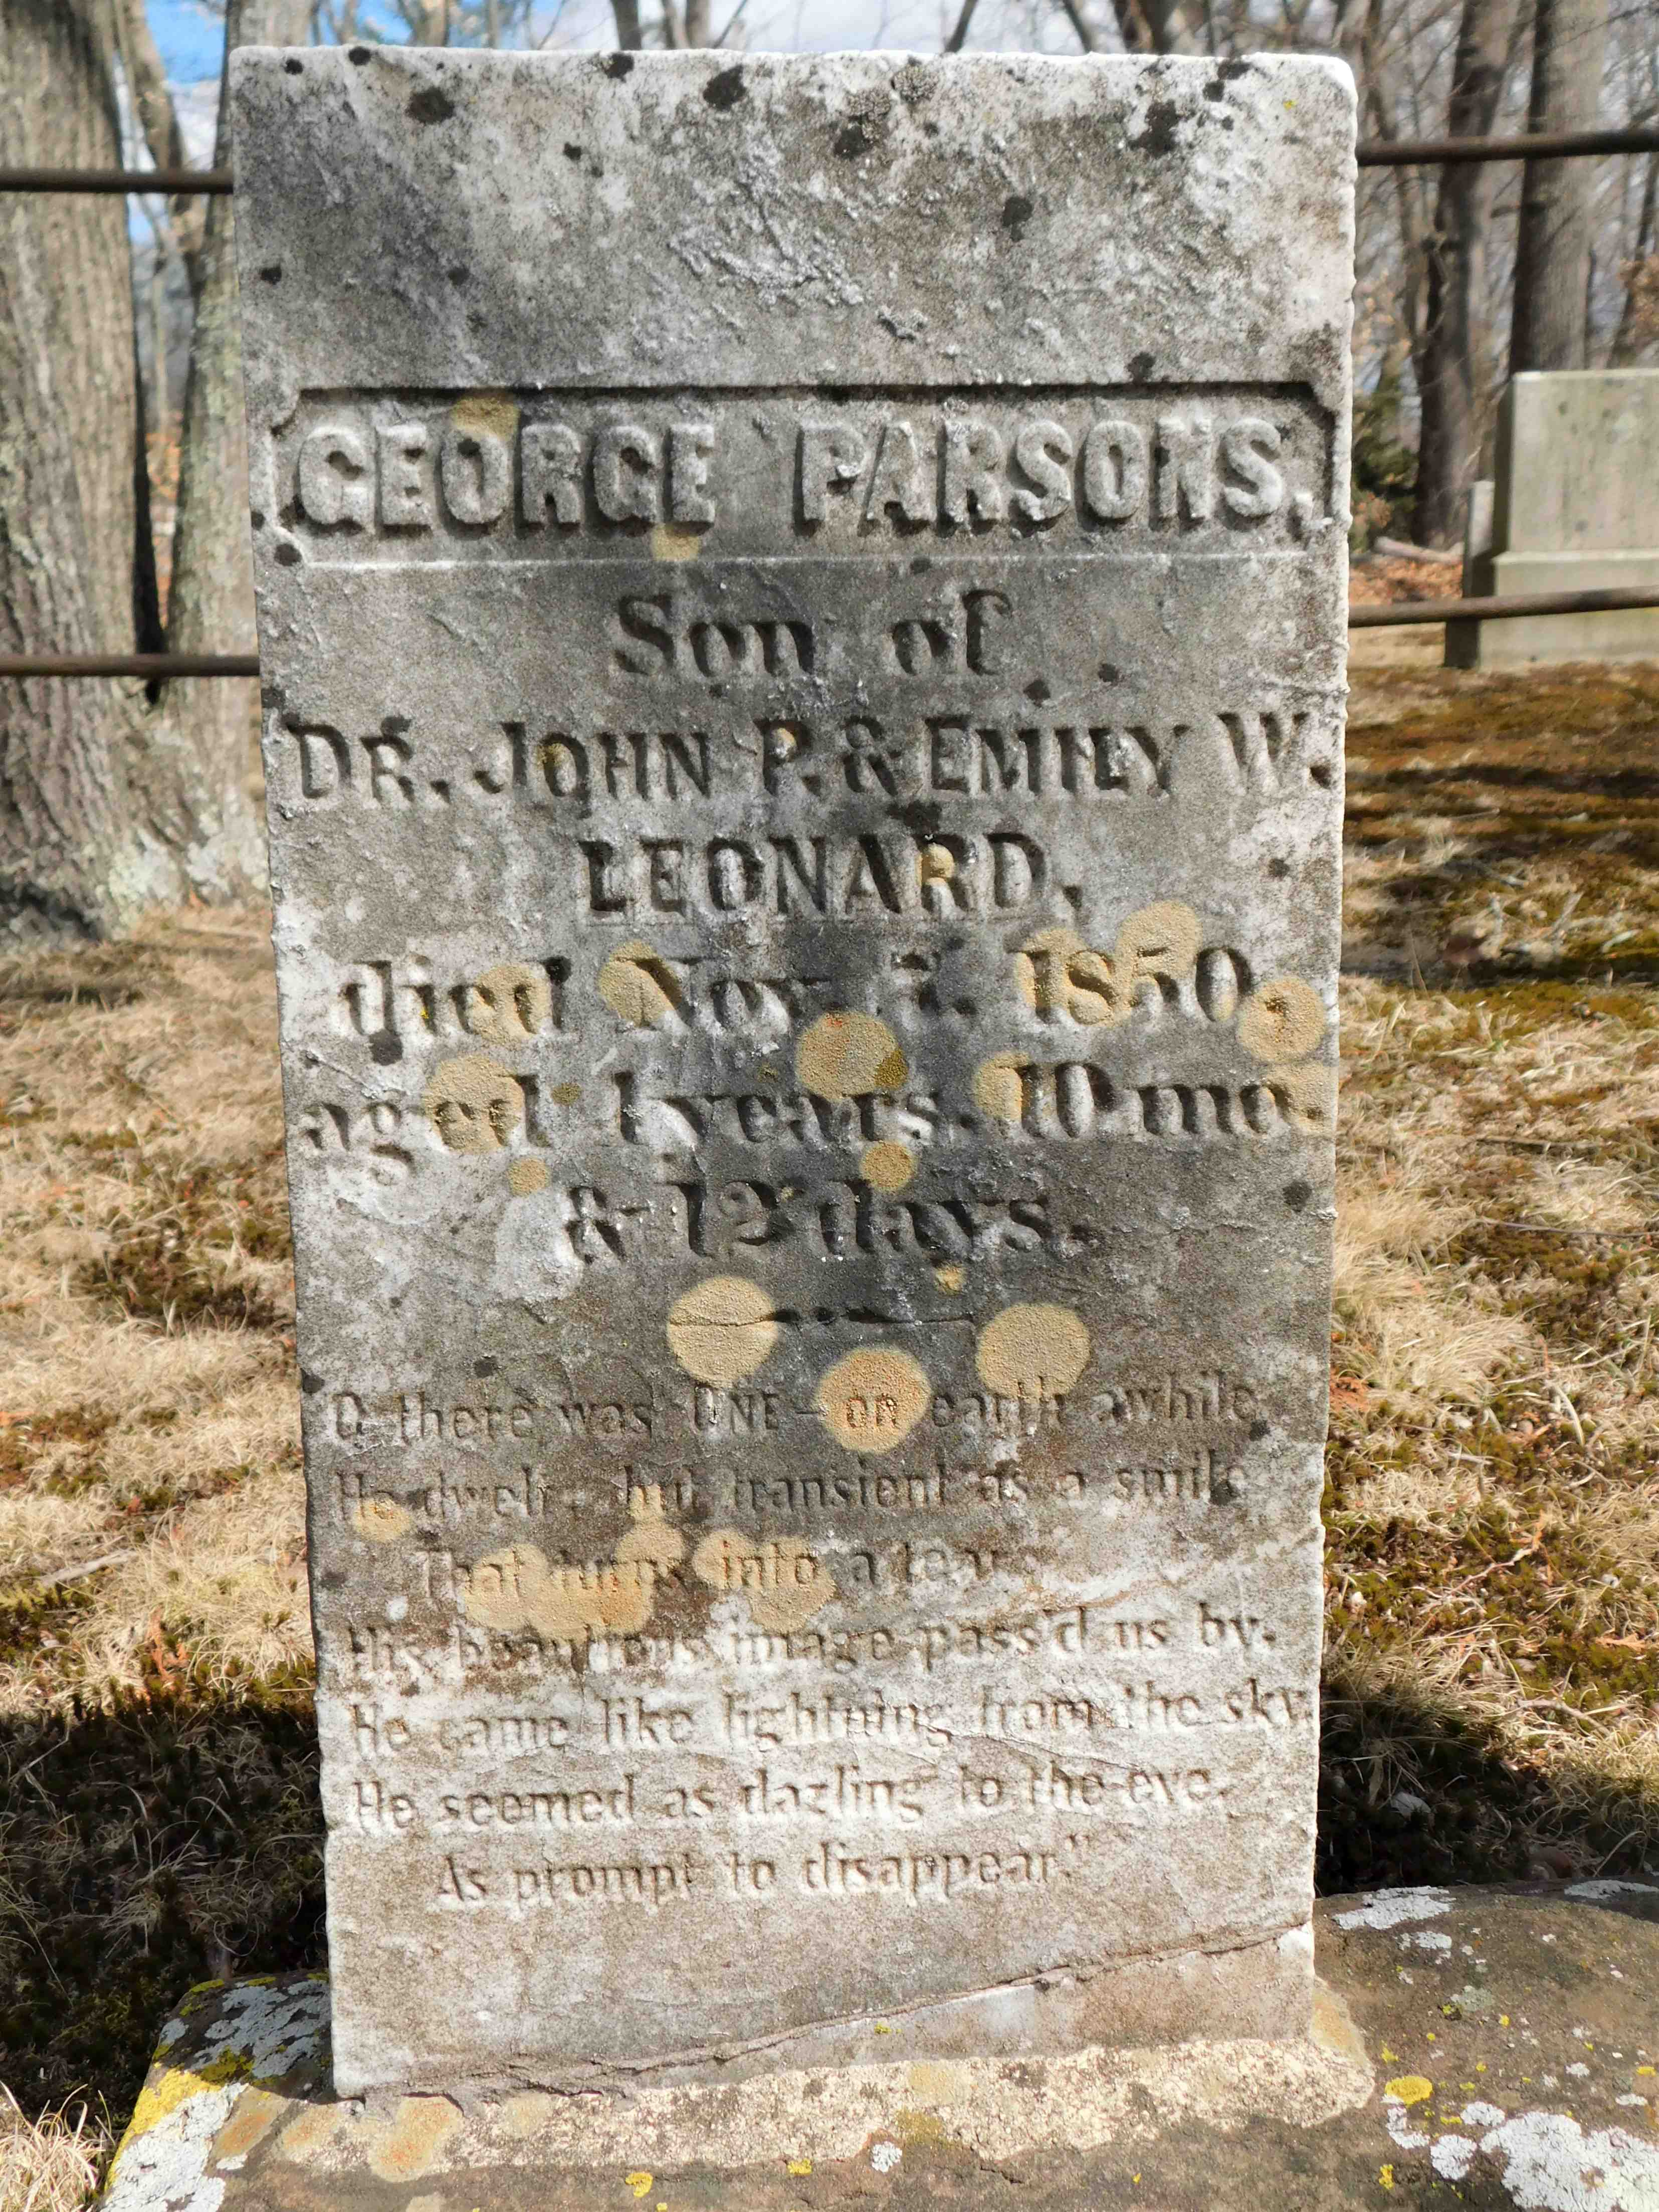 GEORGE PARSONS.
Son of
DR. JOHN P. & EMILY W.
LEONARD,
died Nov. 7. 1850,
aged 1 years. 10 mo.
& 12 days.
O there was ONE – on earth awhile
He dwelt, but transient as a smile
That turns into a tear
His beauteous image pass'd us by,
He came like lightning from the sky,
He seemed as dazling to the eye,
As prompt to disappear."